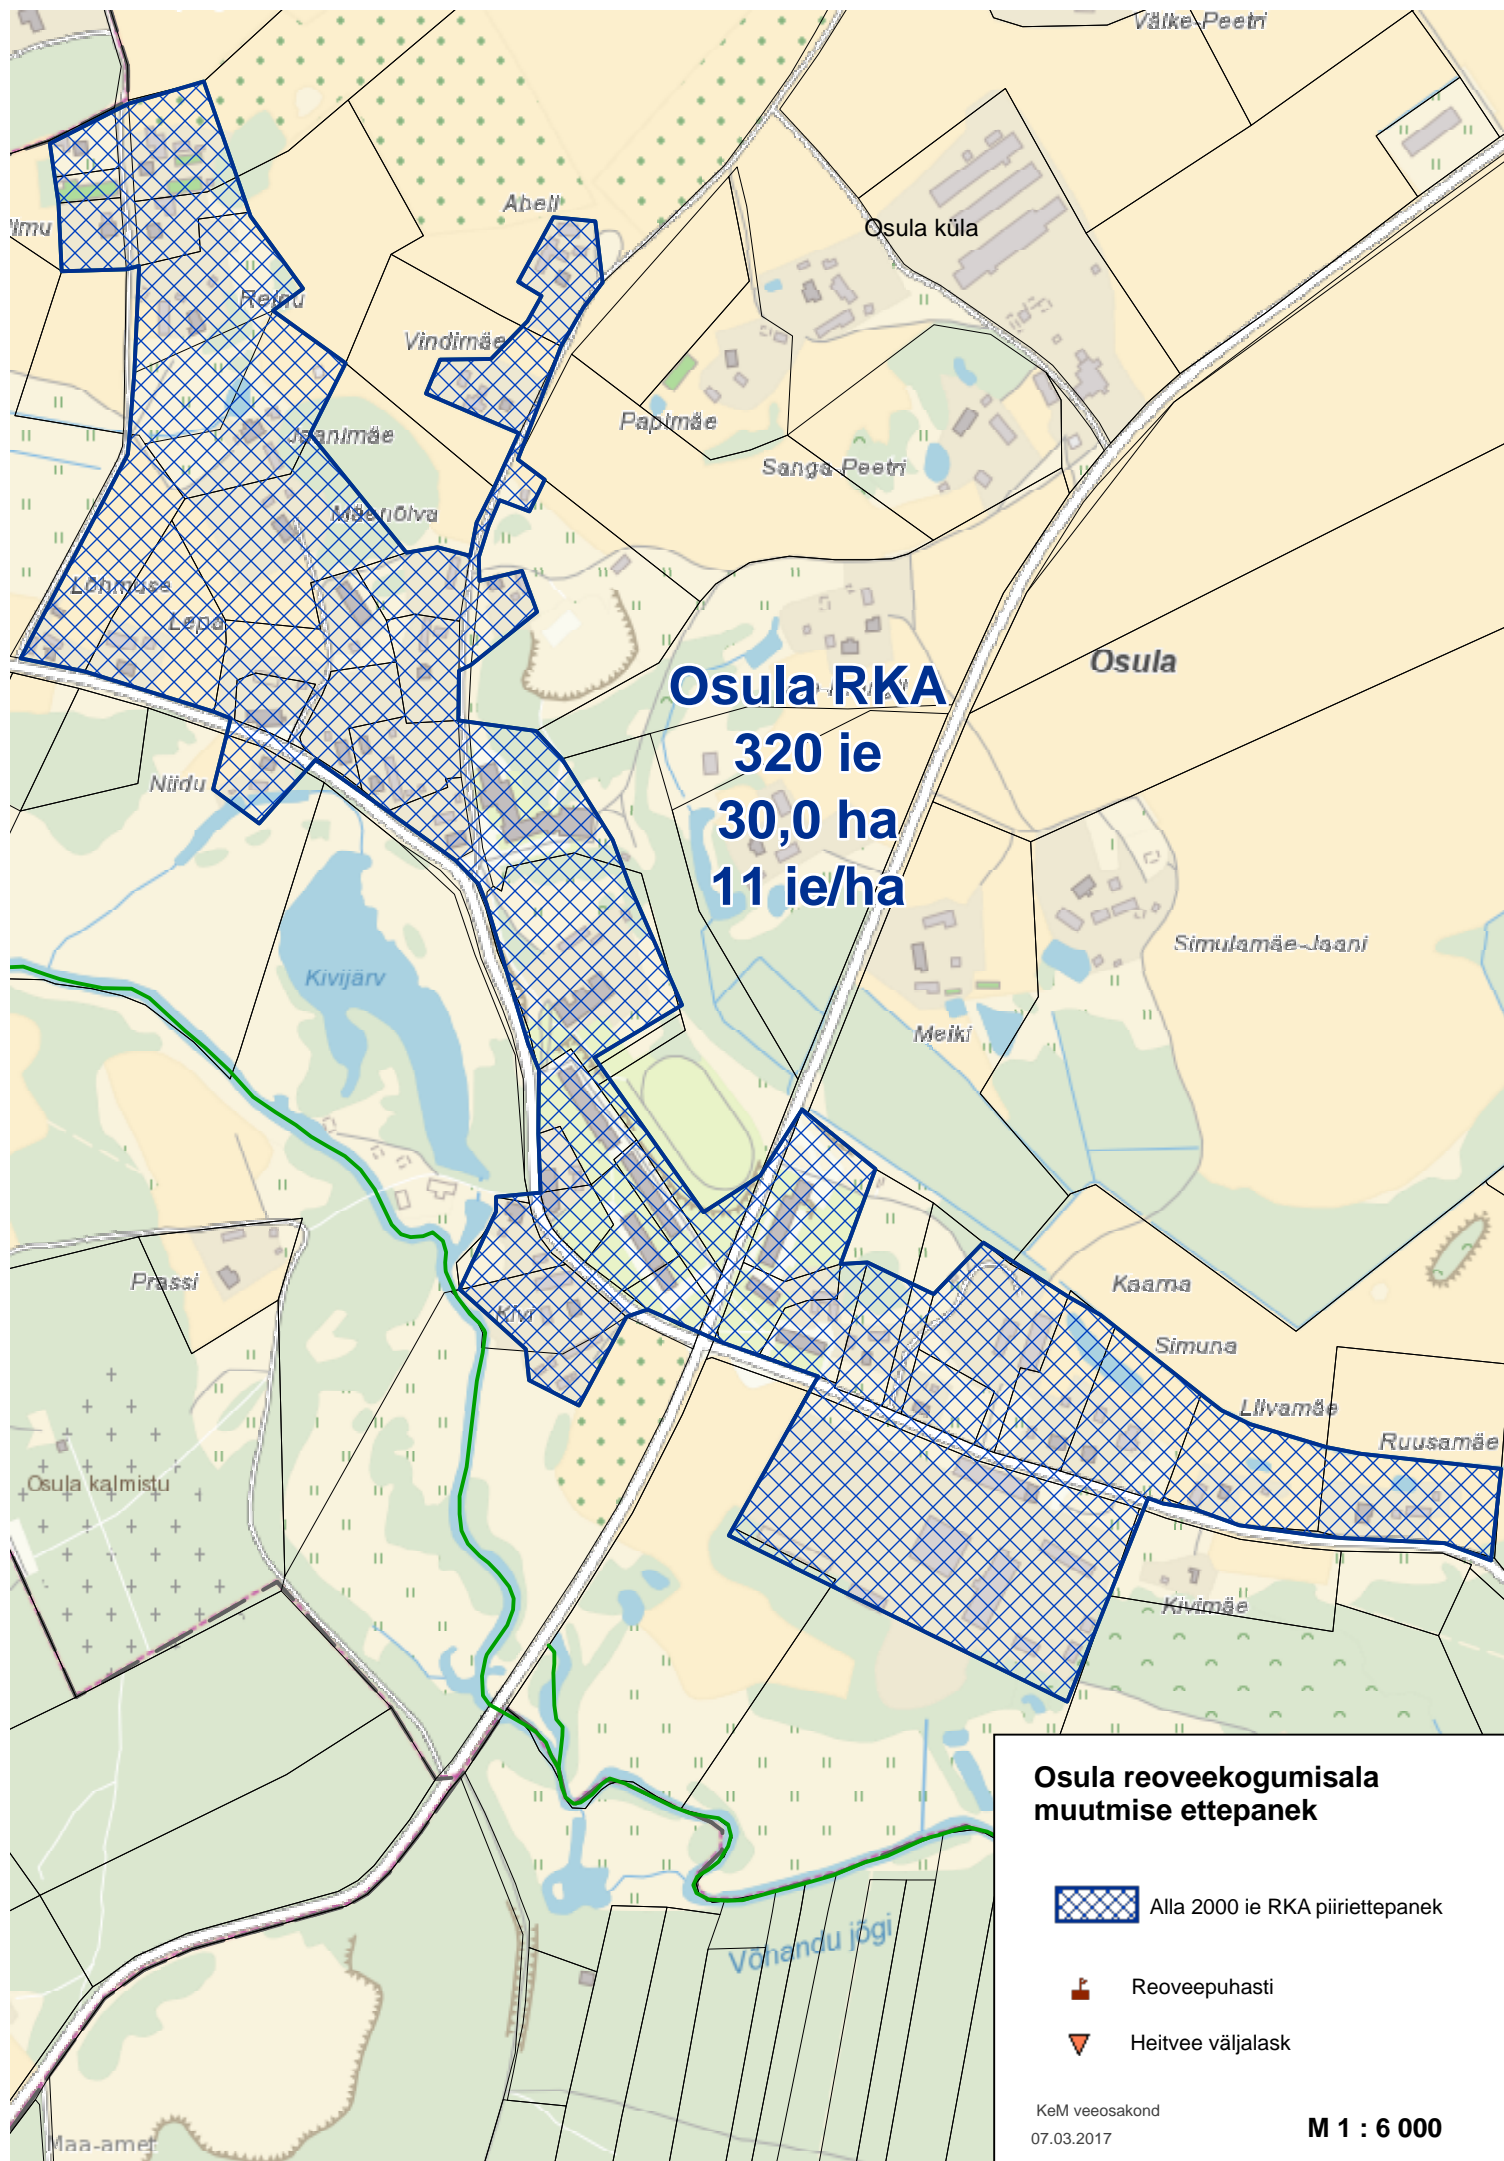 Välke-Peetri
Abeli
Osula küla
Reinu
Vindimäe
Papimäe
Jaanimäe
Sanga Peetri
Mäenõlva
Lõhmuse
Lepa
Osula
Osula RKA
320 ie
30,0 ha
11 ie/ha
Niidu
Simulamäe-Jaani
Kivijärv
Meiki
Prassi
Kaarna
Kivi
Simuna
Liivamäe
Ruusamäe
Osula kalmistu
Kivimäe
Võhandu jõgi
Osula reoveekogumisala
muutmise ettepanek
Alla 2000 ie RKA piiriettepanek
Reoveepuhasti
Heitvee väljalask
KeM veeosakond
07.03.2017
M 1 : 6 000
Maa-amet